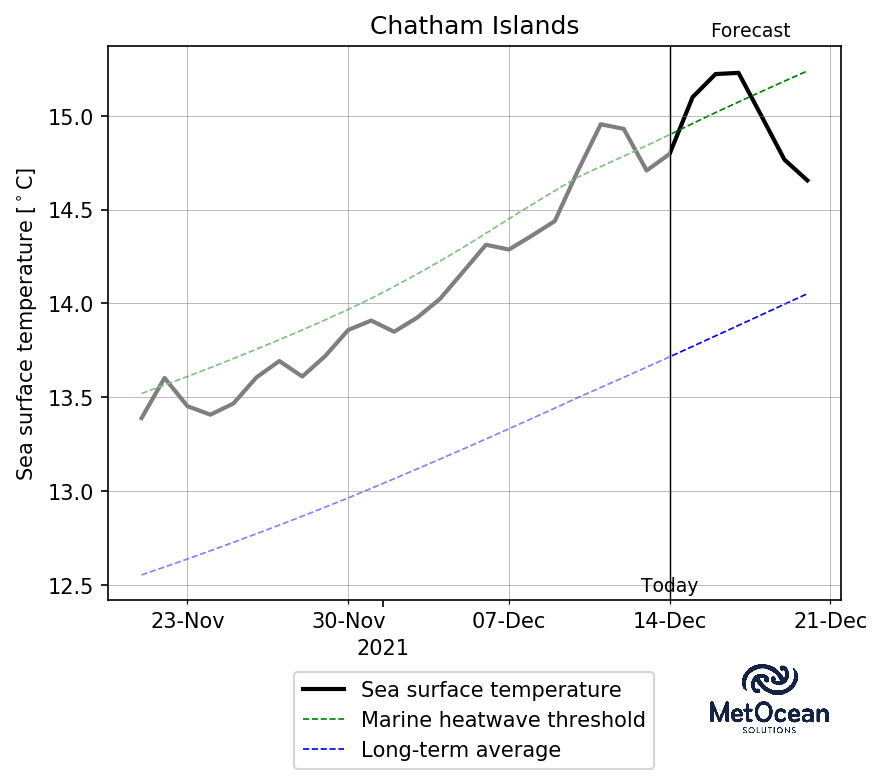 Chatham Islands
Forecast
Sea surface temperature [°C]
15.0
14.5
14.0
13.5
13.0
12.5
Today
23-Nov
30-Nov
07-Dec
14-Dec
21-Dec
2021
Sea surface temperature
Marine heatwave threshold
Long-term average
MetOcean
SOLUTIONS